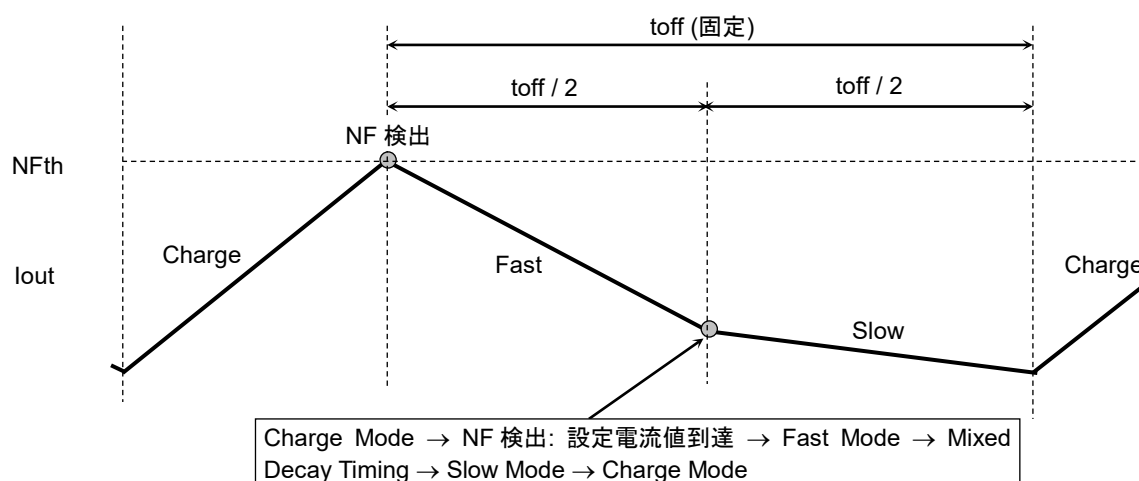 toff (固定)
toff / 2
toff / 2
NF 検出
NFth
Charge
Iout
Fast
Charge
Slow
Charge Mode → NF 検出: 設定電流値到達 → Fast Mode → Mixed
Decay Timing → Slow Mode → Charge Mode